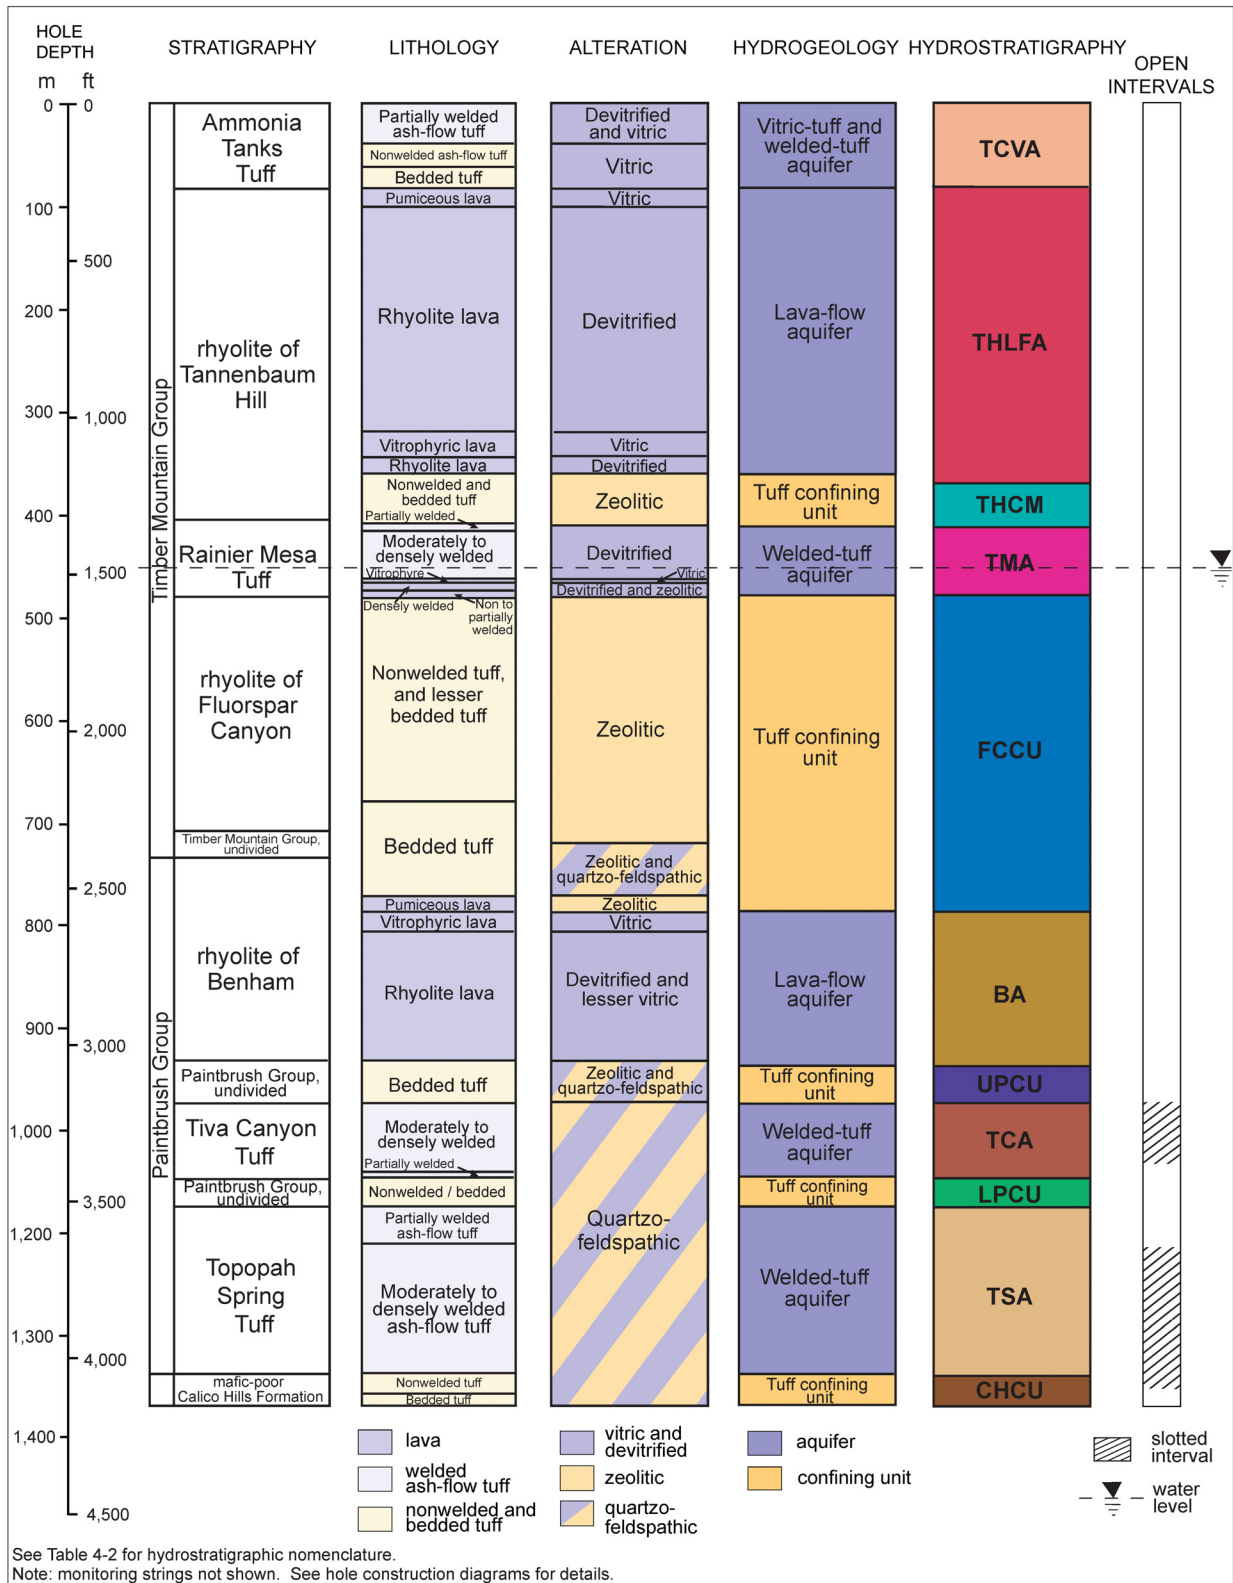 HOLE
DEPTH
m ft
STRATIGRAPHY
LITHOLOGY
ALTERATION
HYDROGEOLOGY
HYDROSTRATIGRAPHY
OPEN
INTERVALS
0
100
200
300
400
500
600
700
800
900
1,000
1,200
1,300
1,400
0
500
1,000
1,500
2,000
2,500
3,000
3,500
4,000
4,500
Timber Mountain Group
Paintbrush Group
Ammonia
Tanks
Tuff
rhyolite of
Tannenbaum
Hill
Rainier Mesa
Tuff
rhyolite of
Fluorspar
Canyon
Timber Mountain Group,
undivided
rhyolite of
Benham
Paintbrush Group,
undivided
Tiva Canyon
Tuff
Paintbrush Group,
undivided
Topopah
Spring
Tuff
mafic-poor
Calico Hills Formation
Partially welded
ash-flow tuff
Nonwelded ash-flow tuff
Bedded tuff
Pumiceous lava
Rhyolite lava
Vitrophyric lava
Rhyolite lava
Nonwelded and
bedded tuff
Partially welded
Moderately to
densely welded
Vitrophyre
Densely welded
Non to
partially
welded
Nonwelded tuff,
and lesser
bedded tuff
Bedded tuff
Pumiceous lava
Vitrophyric lava
Rhyolite lava
Bedded tuff
Moderately to
densely welded
Partially welded
Nonwelded / bedded
Partially welded
ash-flow tuff
Moderately to
densely welded
ash-flow tuff
Nonwelded tuff
Bedded tuff
Devitrified
and vitric
Vitric
Vitric
Devitrified
Vitric
Devitrified
Zeolitic
Devitrified
Vitric
Devitrified and zeolitic
Zeolitic
Zeolitic and
quartzo-feldspathic
Zeolitic
Vitric
Devitrified and
lesser vitric
Zeolitic and
quartzo-feldspathic
Quartzo-
feldspathic
Vitric-tuff and
welded-tuff
aquifer
Lava-flow
aquifer
Tuff confining
unit
Welded-tuff
aquifer
Tuff confining
unit
Lava-flow
aquifer
Tuff confining
unit
Welded-tuff
aquifer
Tuff confining
unit
Welded-tuff
aquifer
Tuff confining
unit
TCVA
THLFA
THCM
TMA
FCCU
BA
UPCU
TCA
LPCU
TSA
CHCU
lava
welded
ash-flow tuff
nonwelded and
bedded tuff
vitric and
devitrified
zeolitic
quartzo-
feldspathic
aquifer
confining unit
slotted
interval
water
level
See Table 4-2 for hydrostratigraphic nomenclature.
Note: monitoring strings not shown. See hole construction diagrams for details.